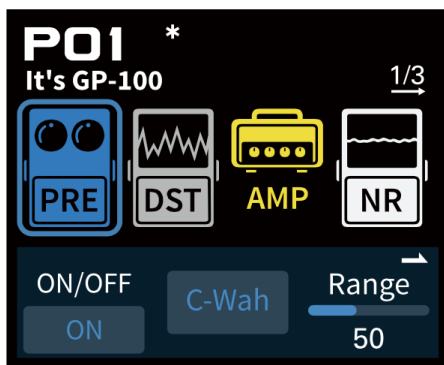 P01 *
It's GP-100
1/3
PRE DST AMP NR
ON/OFF C-Wah Range
ON 50